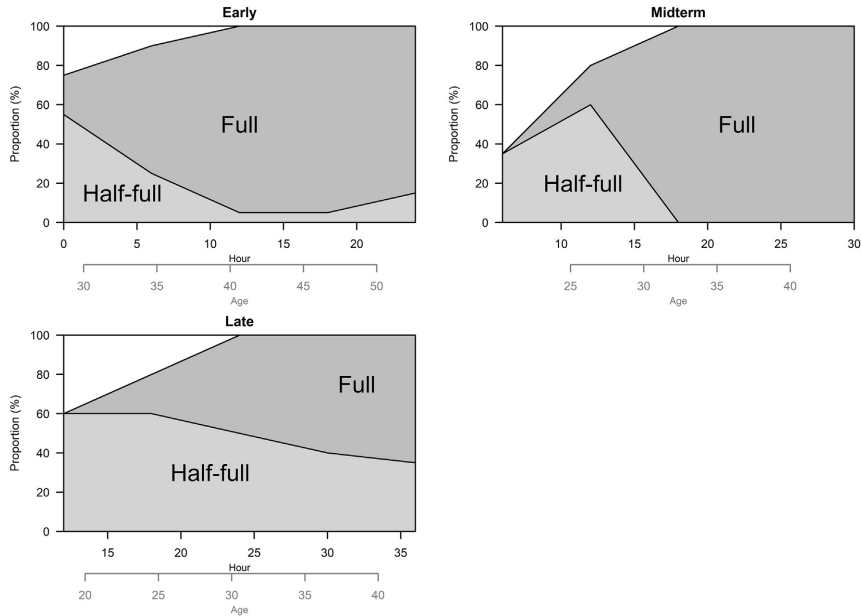 Early
Proportion (%)
100
80
60
40
20
0
Full
Half-full
0 5 10 15 20
Hour
30 35 40 45 50
Age
Midterm
Proportion (%)
100
80
60
40
20
0
Full
Half-full
10 15 20 25 30
Hour
25 30 35 40
Age
Late
Proportion (%)
100
80
60
40
20
0
Full
Half-full
15 20 25 30 35
Hour
20 25 30 35 40
Age